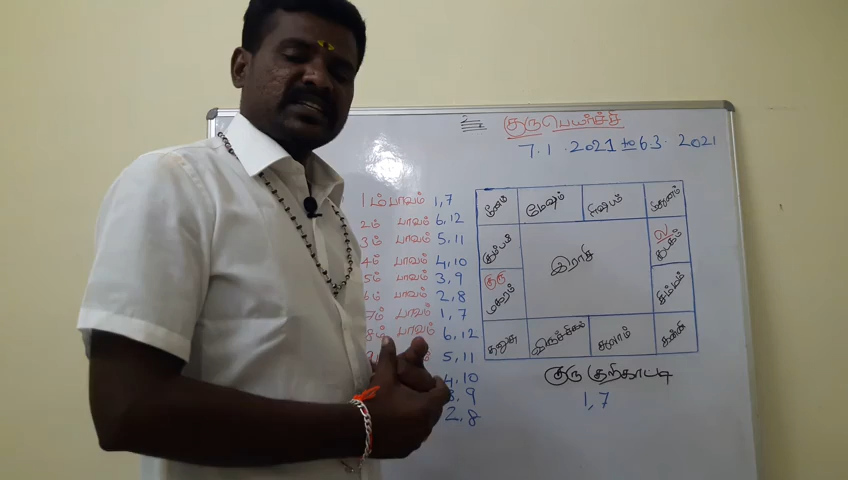 குருபெயர்ச்சி
7.1.2021 to 6.3.2021
1ம் பாவம் 1,7
2ம் பாவம் 6,12
3ம் பாவம் 5,11
4ம் பாவம் 4,10
5ம் பாவம் 3,9
6ம் பாவம் 2,8
7ம் பாவம் 1,7
8ம் பாவம் 6,12
5,11
4,10
3,9
2,8
மீனம் மேஷம் ரிஷபம் மிதுனம்
கும்பம் ல கடகம்
இராசி
குரு மகரம் சிம்மம்
தனுசு விருச்சிகம் துலாம் கன்னி
குரு குறிகாட்டி
1,7